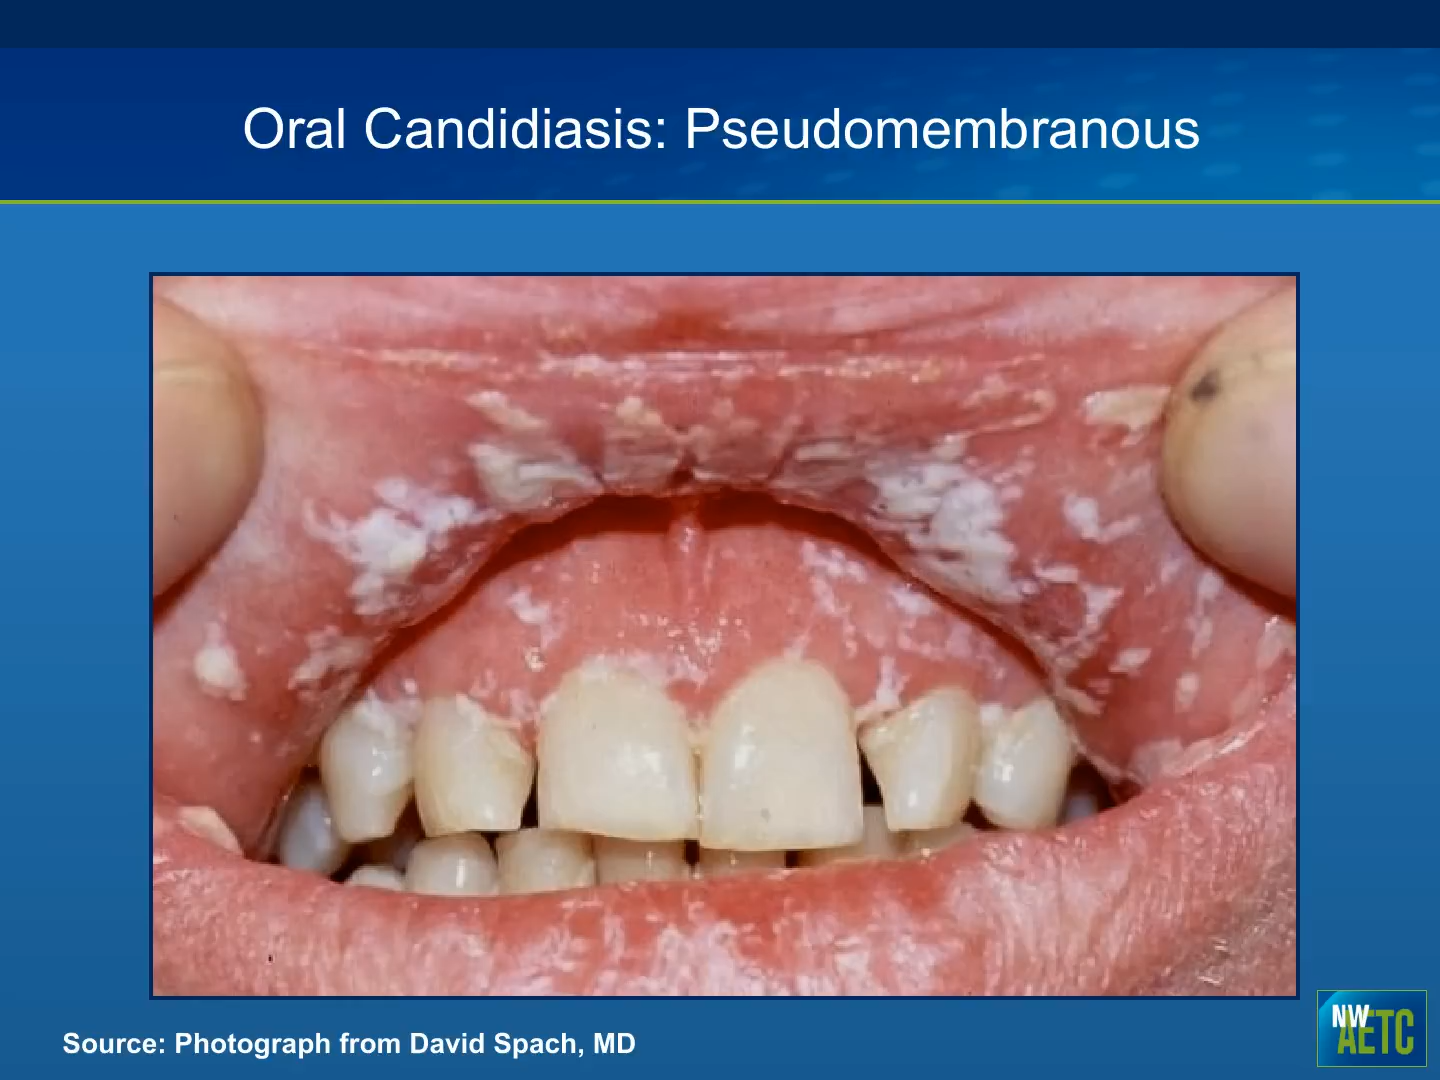 Oral Candidiasis: Pseudomembranous
Source: Photograph from David Spach, MD
NW
AETC